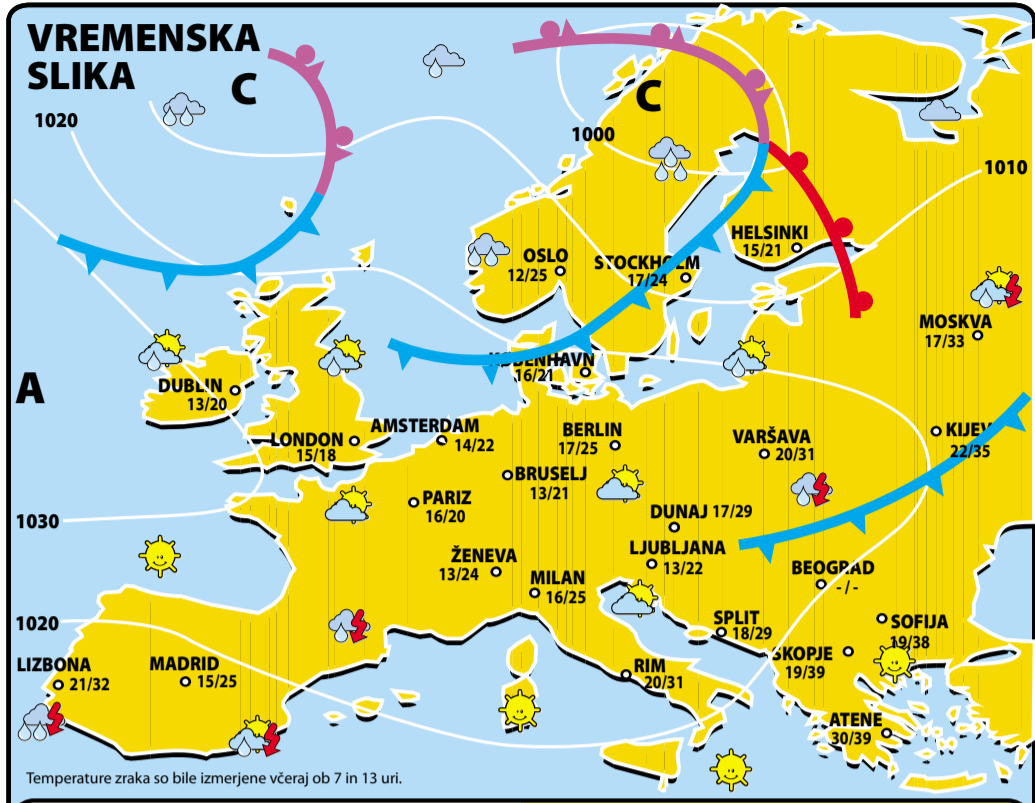 VREMENSKA
SLIKA
C
C
1020
1000
1010
HELSINKI
15/21
OSLO
12/25
STOCKHOLM
17/24
MOSKVA
17/33
KØBENHAVN
16/21
A
DUBLIN
13/20
AMSTERDAM
14/22
LONDON
15/18
BERLIN
17/25
VARŠAVA
20/31
KIJEV
22/35
BRUSELJ
13/21
PARIZ
16/20
1030
DUNAJ 17/29
LJUBLJANA
13/22
ŽENEVA
13/24
MILAN
16/25
BEOGRAD
- / -
1020
SPLIT
18/29
SOFIJA
19/38
SKOPJE
19/39
LIZBONA
21/32
MADRID
15/25
RIM
20/31
ATENE
30/39
Temperature zraka so bile izmerjene včeraj ob 7 in 13 uri.